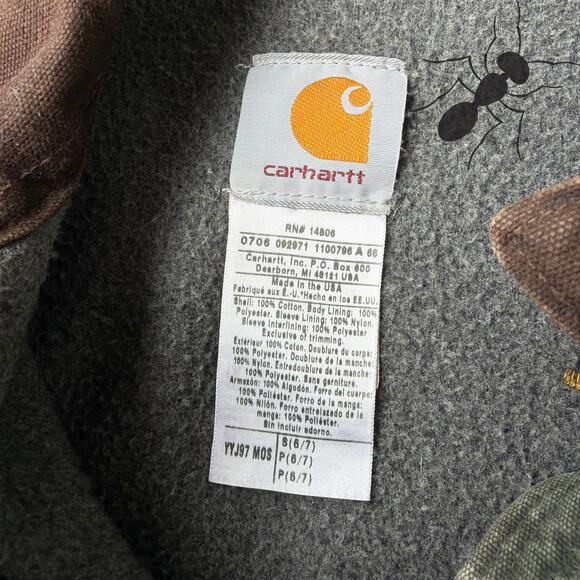 carhartt
RN# 14806
0706 092971 1100796 A 66
Carhartt, Inc. P.O. Box 600
Dearborn, MI 48121 USA
Made in the USA
Fabriqué aux É.-U.*Hecho en los EE.UU.
Shell: 100% Cotton. Body Lining: 100%
Polyester. Sleeve Lining: 100% Nylon.
Sleeve Interlining: 100% Polyester
Exclusive of trimming.
Extérieur 100% Coton. Doublure du corps:
100% Polyester. Doublure de la manche:
100% Nylon. Entredoublure de la manche:
100% Polyester. Sans garniture.
Armazón: 100% Algodón. Forro del cuerpo:
100% Poliéster. Forro de la manga:
100% Nilón. Forro entrelazado de la
manga: 100% Poliéster.
Sin incluir adorno.
YYJ97 MOS
S(6/7)
P(6/7)
P(6/7)